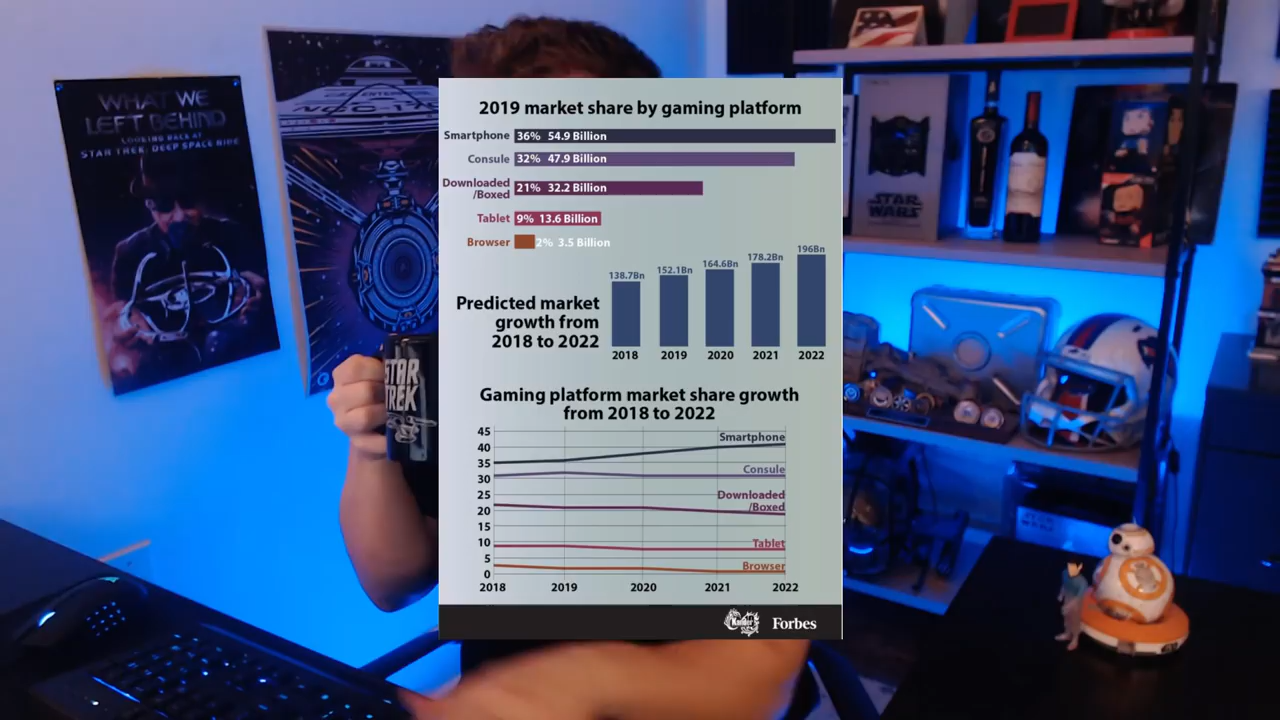 WHAT WE
LEFT BEHIND
LOOKING BACK AT
STAR TREK: DEEP SPACE NINE
2019 market share by gaming platform
Smartphone 36% 54.9 Billion
Consule 32% 47.9 Billion
Downloaded
/Boxed 21% 32.2 Billion
Tablet 9% 13.6 Billion
Browser 2% 3.5 Billion
Predicted market
growth from
2018 to 2022
138.7Bn 152.1Bn 164.6Bn 178.2Bn 196Bn
2018 2019 2020 2021 2022
Gaming platform market share growth
from 2018 to 2022
45
40
35
30
25
20
15
10
5
0
Smartphone
Consule
Downloaded
/Boxed
Tablet
Browser
2018 2019 2020 2021 2022
Forbes
STAR
TREK
STAR
WARS